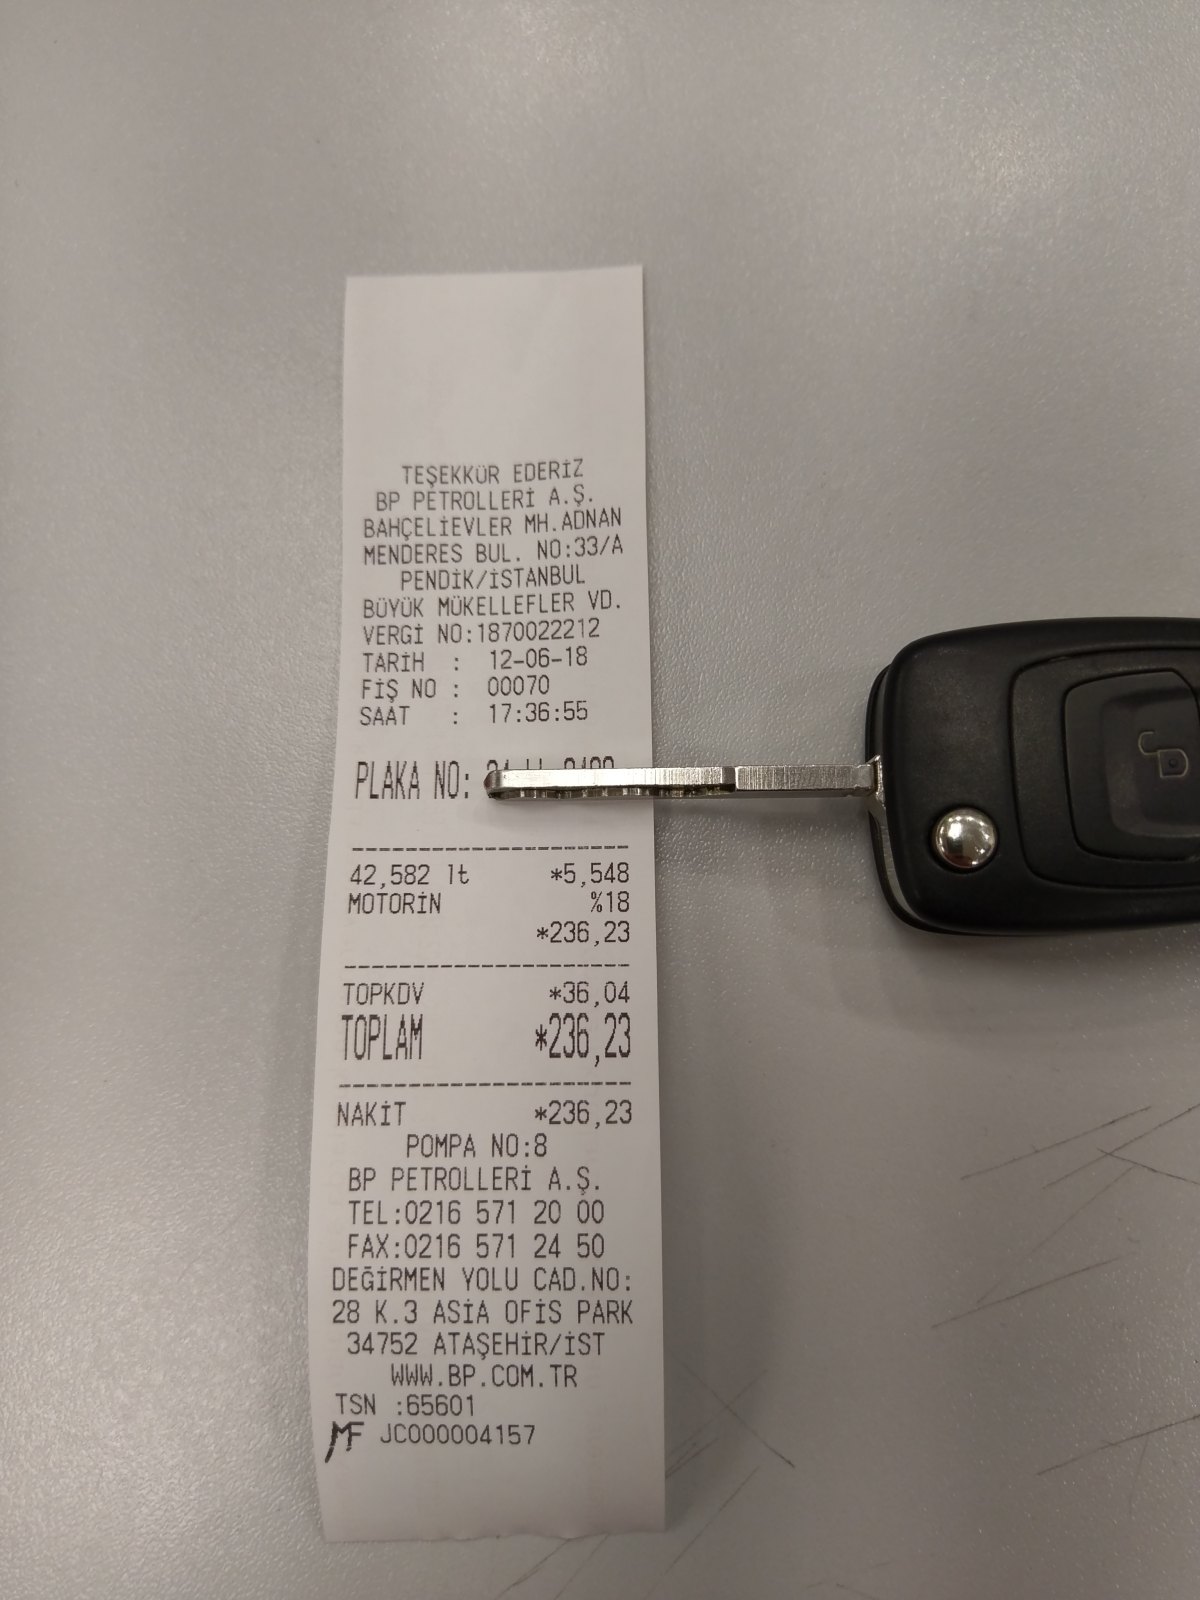 TEŞEKKÜR EDERİZ
BP PETROLLERİ A.Ş.
BAHÇELİEVLER MH.ADNAN
MENDERES BUL. NO:33/A
PENDİK/İSTANBUL
BÜYÜK MÜKELLEFLER VD.
VERGİ NO:1870022212
TARİH : 12-06-18
FİŞ NO : 00070
SAAT : 17:36:55
PLAKA NO:
42,582 lt *5,548
MOTORİN %18
*236,23
TOPKDV *36,04
TOPLAM *236,23
NAKİT *236,23
POMPA NO:8
BP PETROLLERİ A.Ş.
TEL:0216 571 20 00
FAX:0216 571 24 50
DEĞİRMEN YOLU CAD.NO:
28 K.3 ASİA OFİS PARK
34752 ATAŞEHİR/İST
WWW.BP.COM.TR
TSN :65601
MF JC000004157